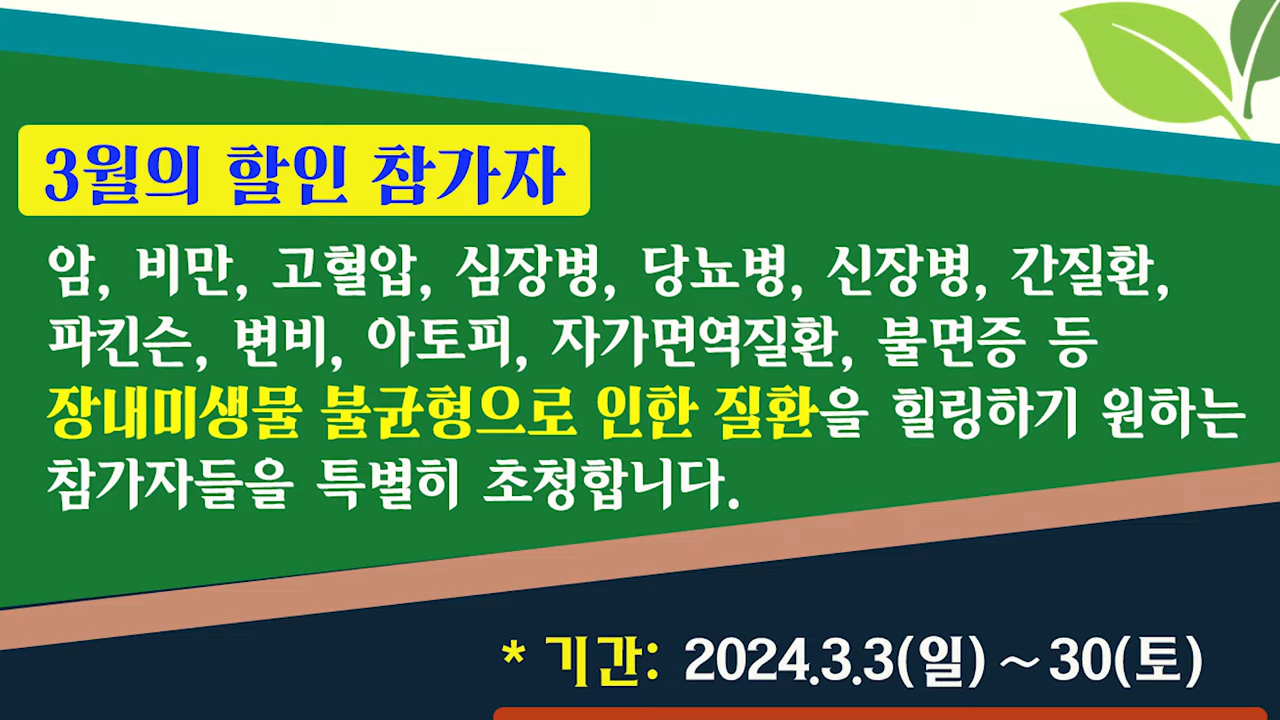 3월의 할인 참가자
암, 비만, 고혈압, 심장병, 당뇨병, 신장병, 간질환,
파킨슨, 변비, 아토피, 자가면역질환, 불면증 등
장내미생물 불균형으로 인한 질환을 힐링하기 원하는
참가자들을 특별히 초청합니다.
* 기간: 2024.3.3(일) ~ 30(토)